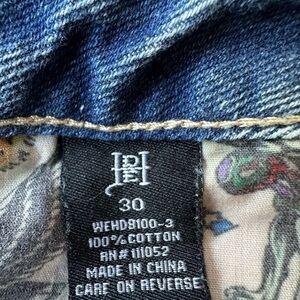 30
WEHD8100-3
100% COTTON
RN# 111052
MADE IN CHINA
CARE ON REVERSE